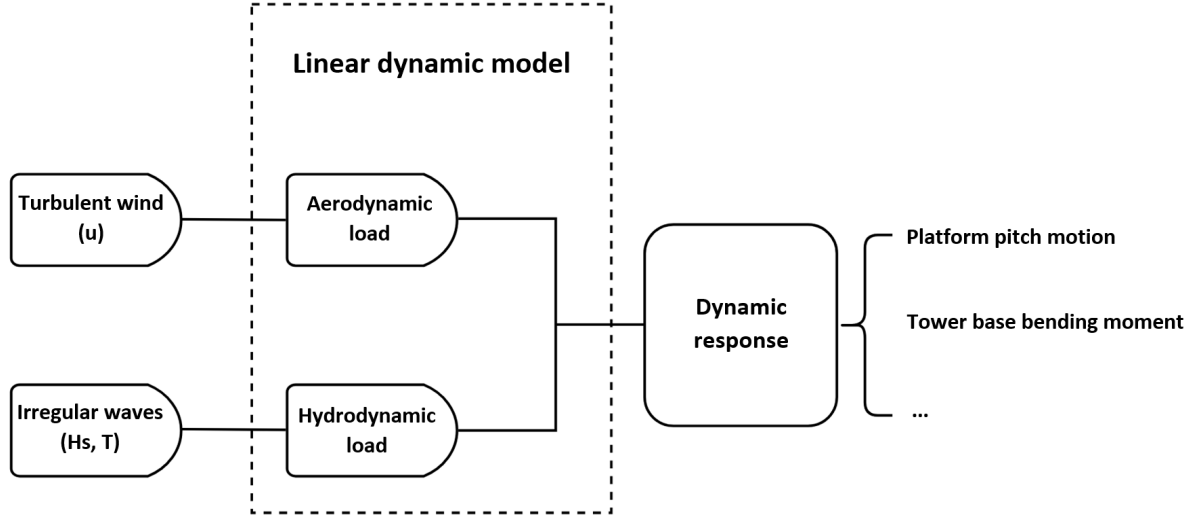 Linear dynamic model
Turbulent wind
(u)
Aerodynamic
load
Irregular waves
(Hs, T)
Hydrodynamic
load
Dynamic
response
Platform pitch motion
Tower base bending moment
...